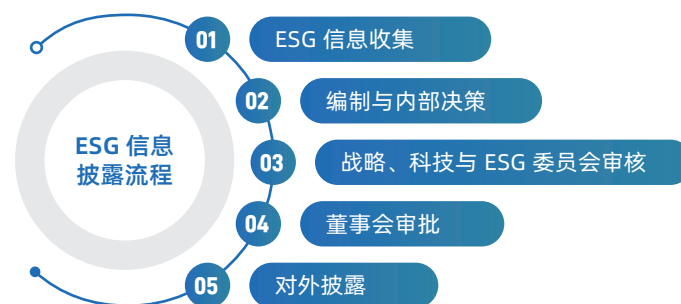 ESG 信息
披露流程
01
ESG 信息收集
02
编制与内部决策
03
战略、科技与 ESG 委员会审核
04
董事会审批
05
对外披露